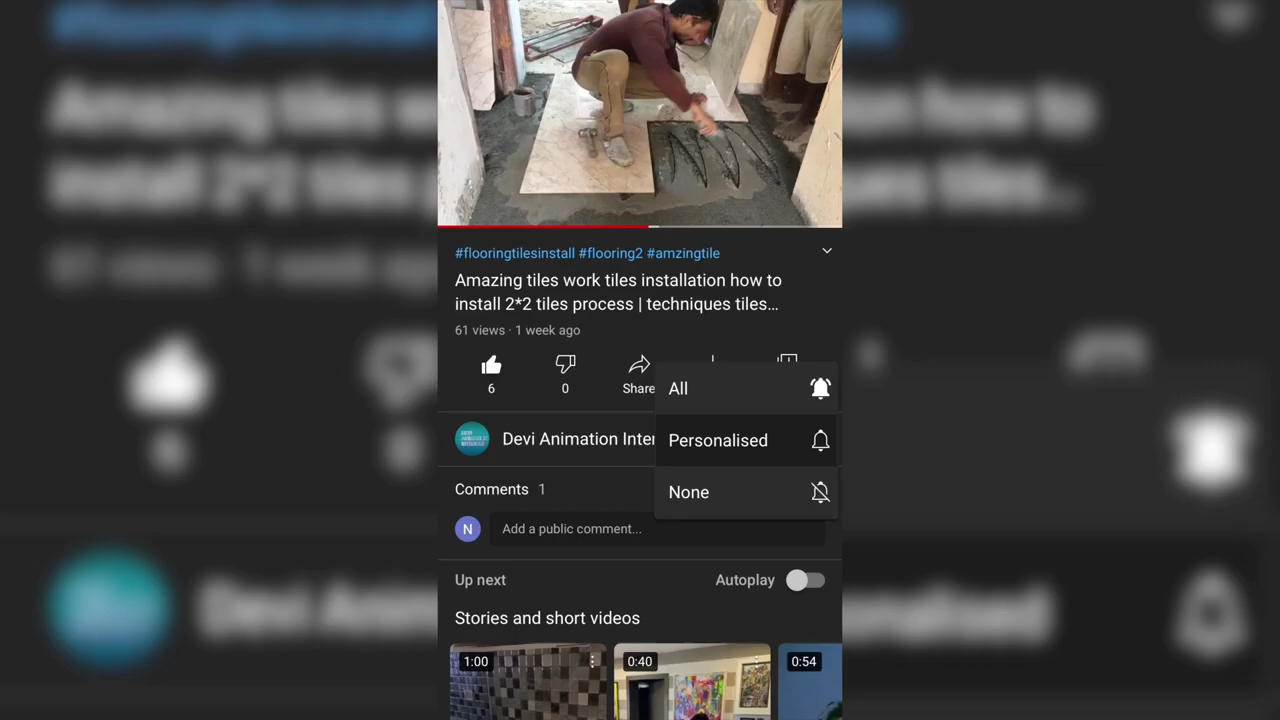 #flooringtilesinstall #flooring2 #amzingtile
Amazing tiles work tiles installation how to
install 2*2 tiles process | techniques tiles...
61 views · 1 week ago
6
0
Share
All
Personalised
None
Devi Animation Inter
Comments 1
N
Add a public comment...
Up next
Autoplay
Stories and short videos
1:00
0:40
0:54